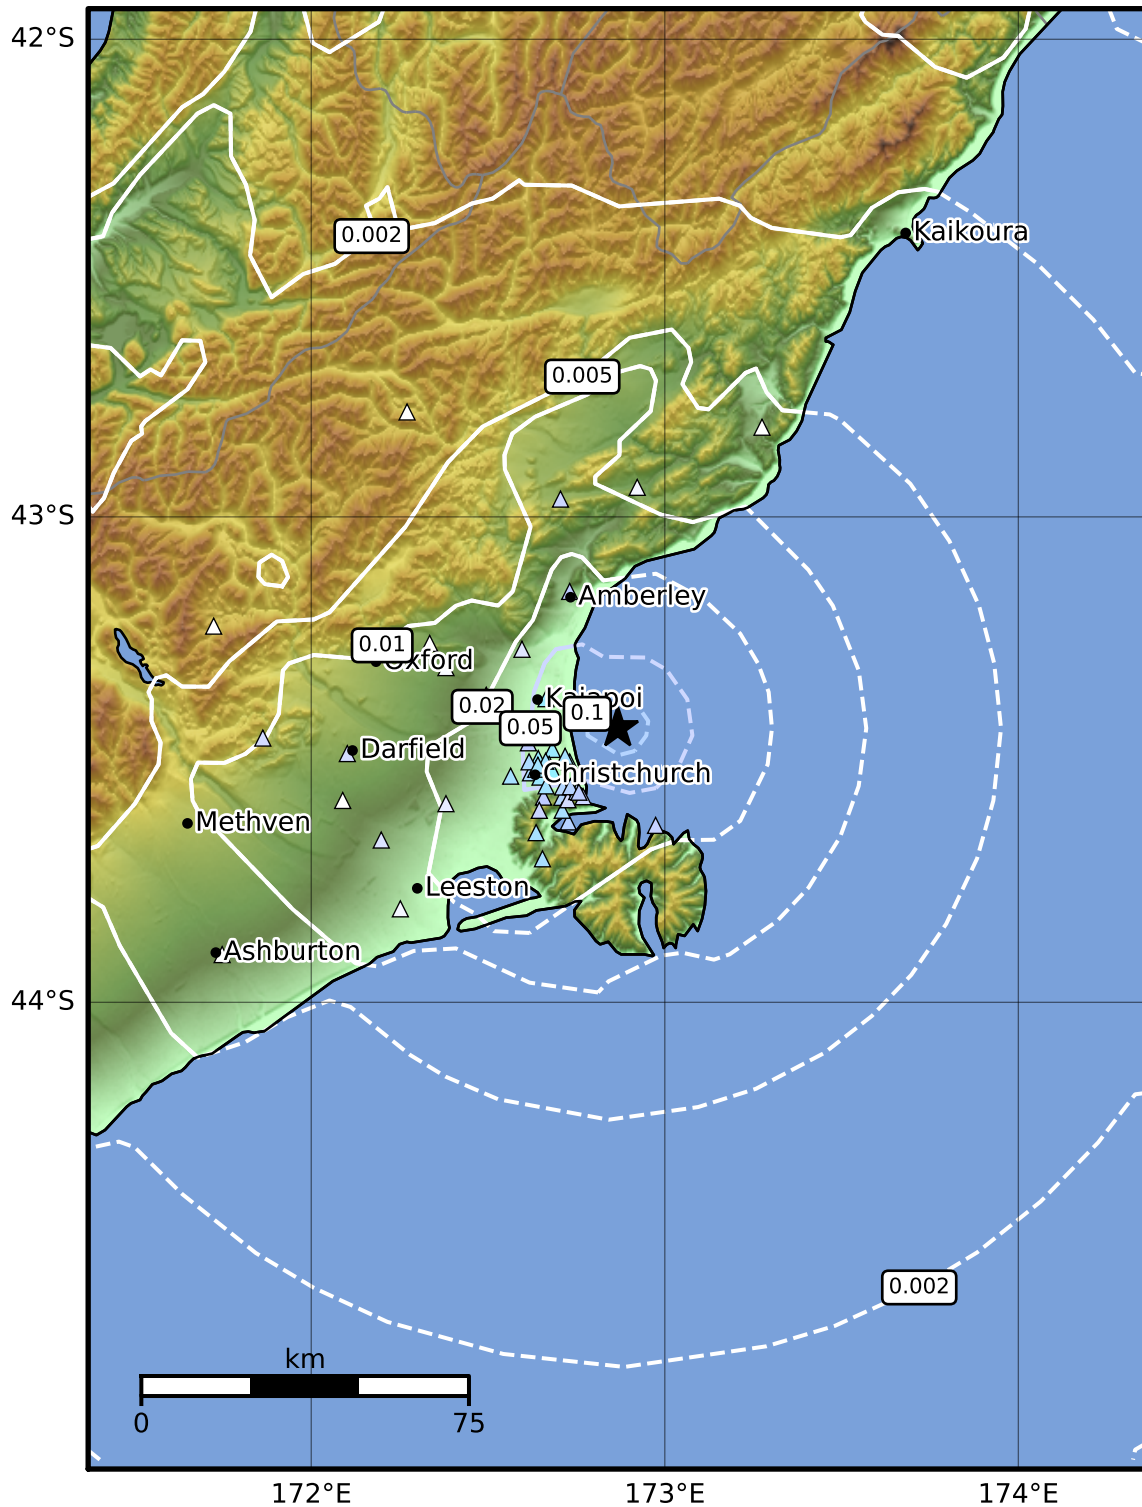 42°S
0.002
Kaikoura
0.005
43°S
Amberley
0.01
Oxford
Kaiapoi
0.02
0.1
0.05
Darfield
Christchurch
Methven
Leeston
Ashburton
44°S
0.002
km
0
75
172°E
173°E
174°E